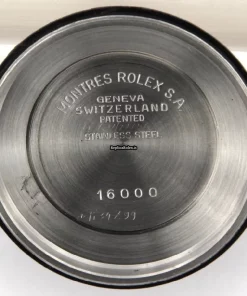 MONTRES ROLEX S.A.
GENEVA
SWITZERLAND
PATENTED
STAINLESS STEEL
16000